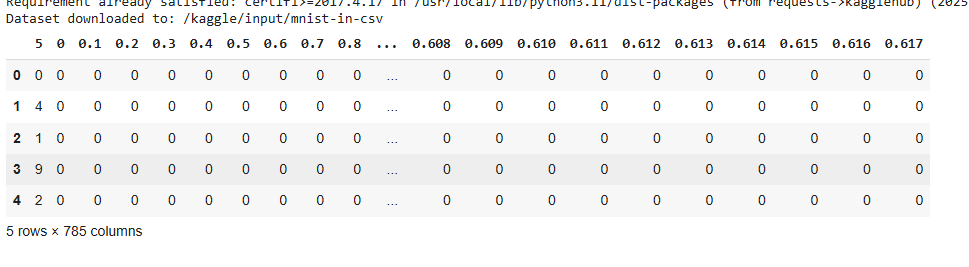 Requirement already satisfied: certifi>=2017.4.17 in /usr/local/lib/python3.11/dist-packages (from requests->kagglehub) (2025
Dataset downloaded to: /kaggle/input/mnist-in-csv
5 0 0.1 0.2 0.3 0.4 0.5 0.6 0.7 0.8 ... 0.608 0.609 0.610 0.611 0.612 0.613 0.614 0.615 0.616 0.617
0 0 0 0 0 0 0 0 0 0 0 ... 0 0 0 0 0 0 0 0 0 0
1 4 0 0 0 0 0 0 0 0 0 ... 0 0 0 0 0 0 0 0 0 0
2 1 0 0 0 0 0 0 0 0 0 ... 0 0 0 0 0 0 0 0 0 0
3 9 0 0 0 0 0 0 0 0 0 ... 0 0 0 0 0 0 0 0 0 0
4 2 0 0 0 0 0 0 0 0 0 ... 0 0 0 0 0 0 0 0 0 0
5 rows × 785 columns